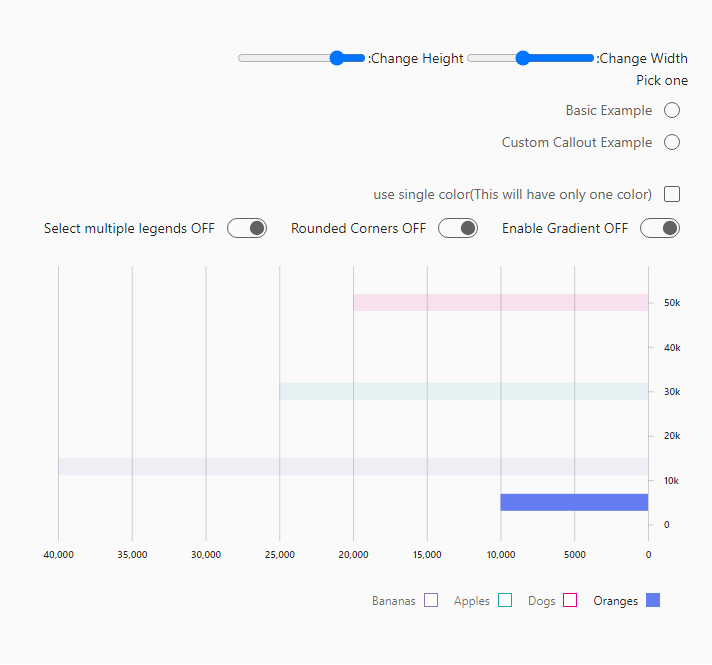 Change Width: Change Height:
Pick one
Basic Example
Custom Callout Example
use single color(This will have only one color)
Enable Gradient OFF Rounded Corners OFF Select multiple legends OFF
50k
40k
30k
20k
10k
0
40,000 35,000 30,000 25,000 20,000 15,000 10,000 5000 0
Oranges Dogs Apples Bananas